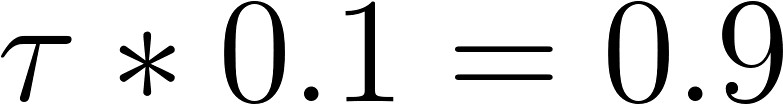 τ * 0.1 = 0.9